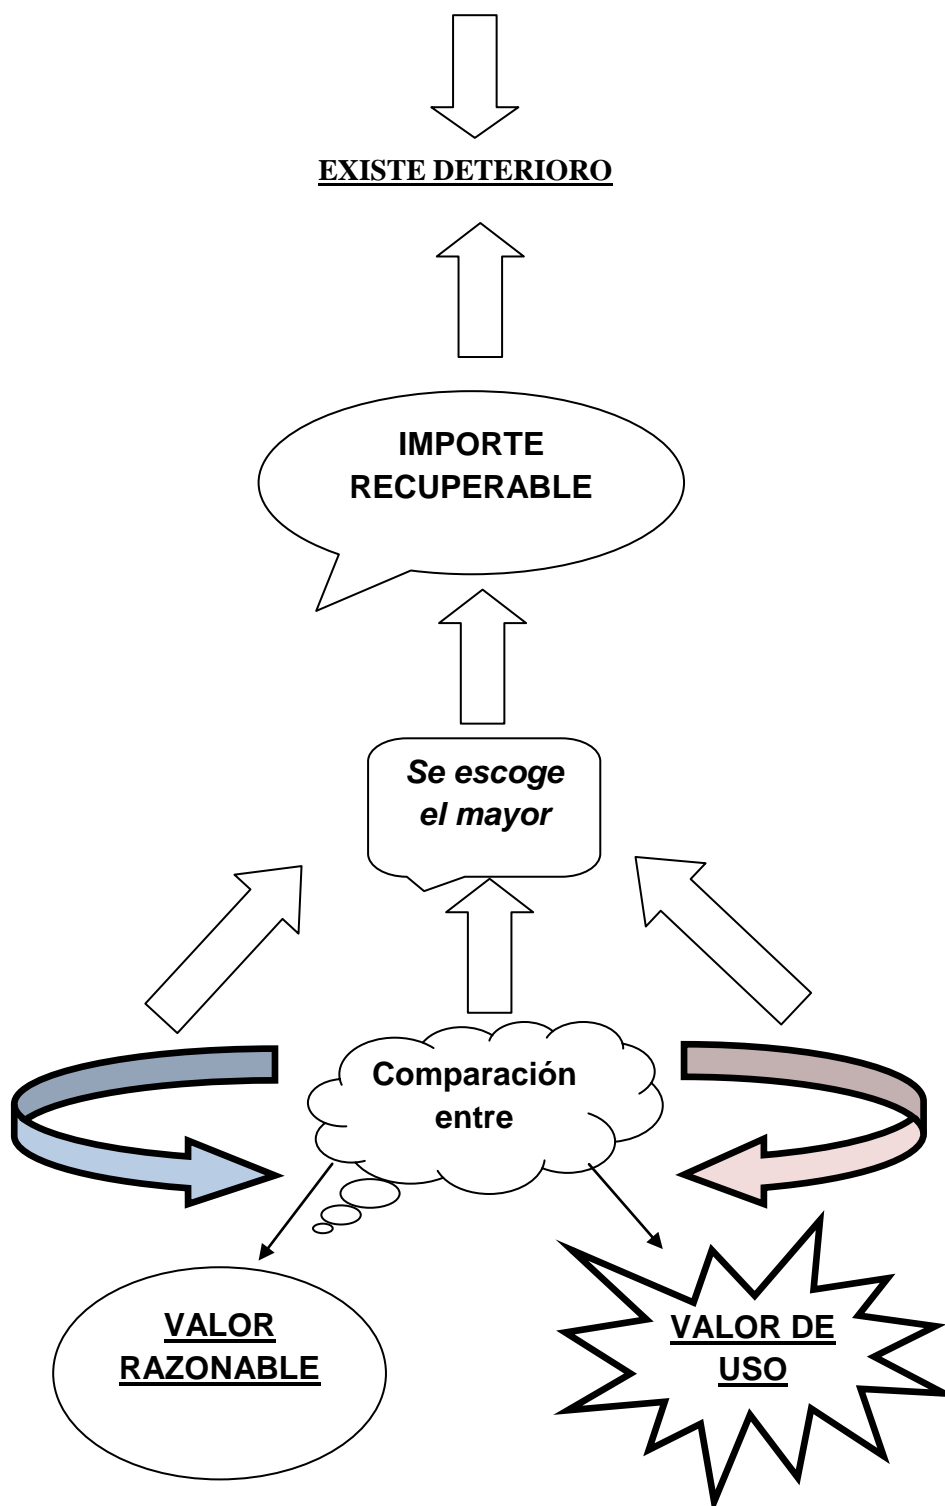 EXISTE DETERIORO
IMPORTE
RECUPERABLE
Se escoge
el mayor
Comparación
entre
VALOR
RAZONABLE
VALOR DE
USO